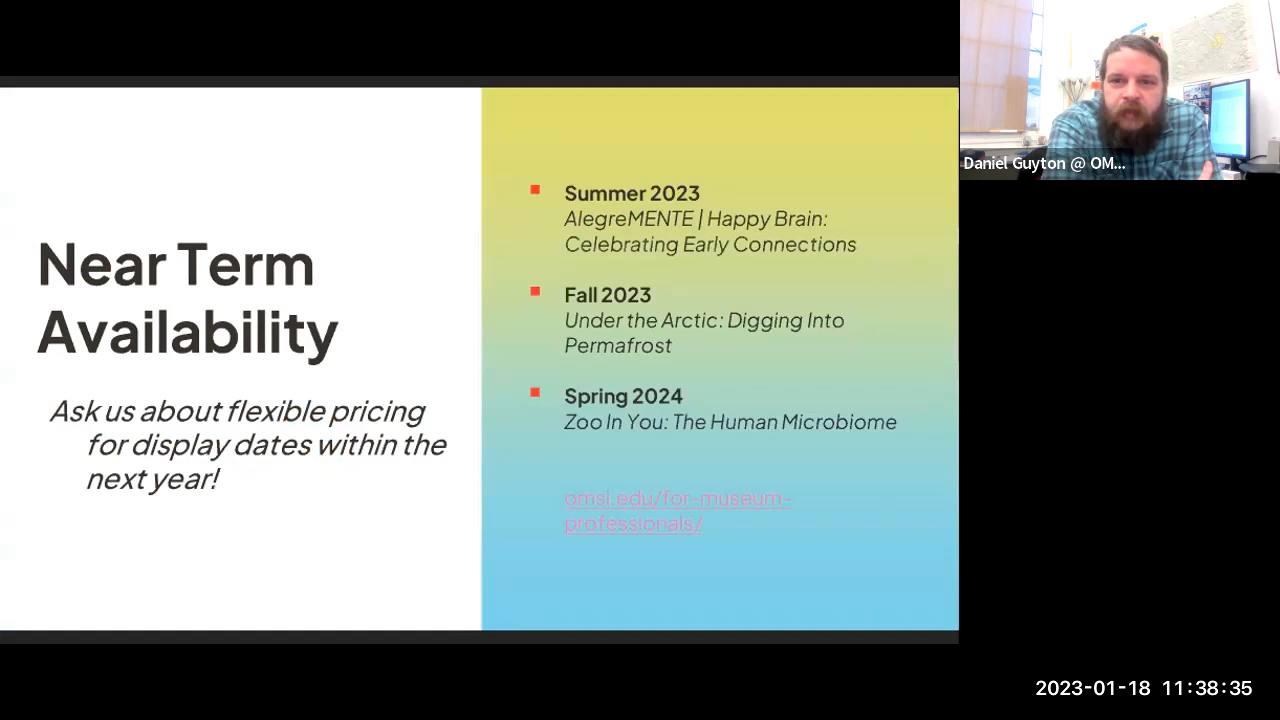 Near Term
Availability
Ask us about flexible pricing
for display dates within the
next year!
Summer 2023
AlegreMENTE | Happy Brain:
Celebrating Early Connections
Fall 2023
Under the Arctic: Digging Into
Permafrost
Spring 2024
Zoo In You: The Human Microbiome
omsi.edu/for-museum-
professionals/
Daniel Guyton @ OM...
2023-01-18 11:38:35